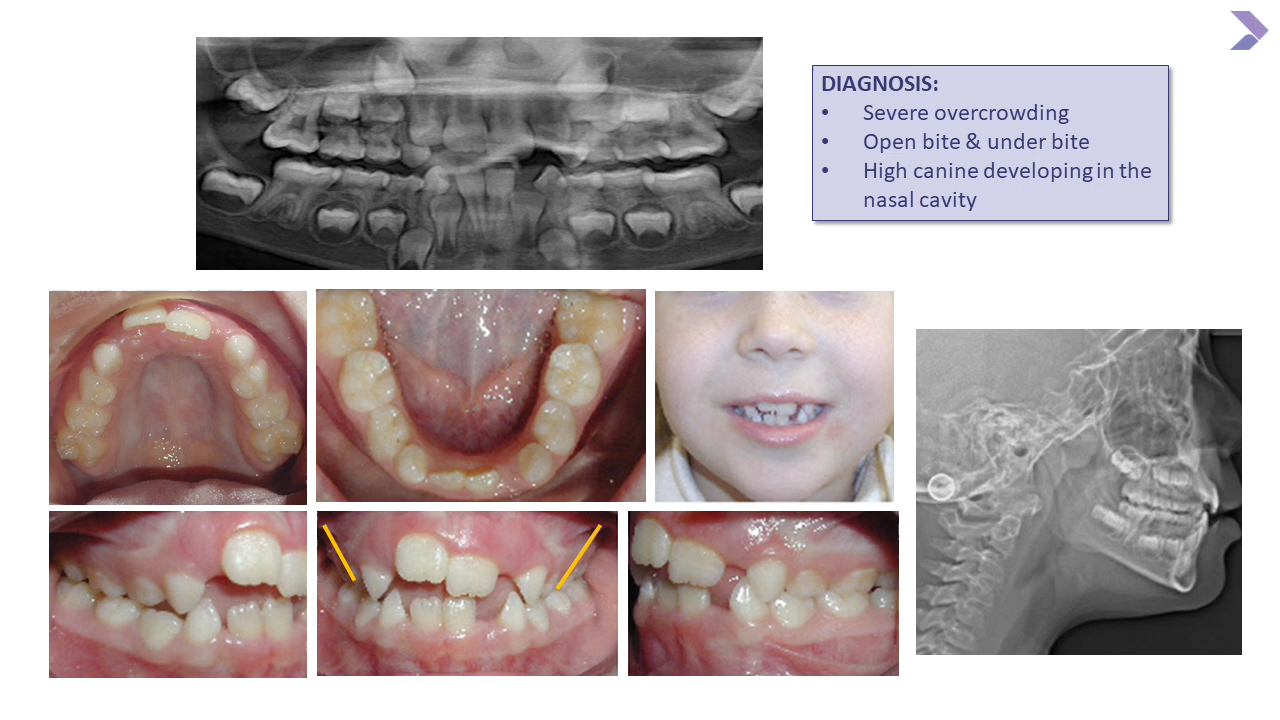 DIAGNOSIS:
• Severe overcrowding
• Open bite & under bite
• High canine developing in the
nasal cavity